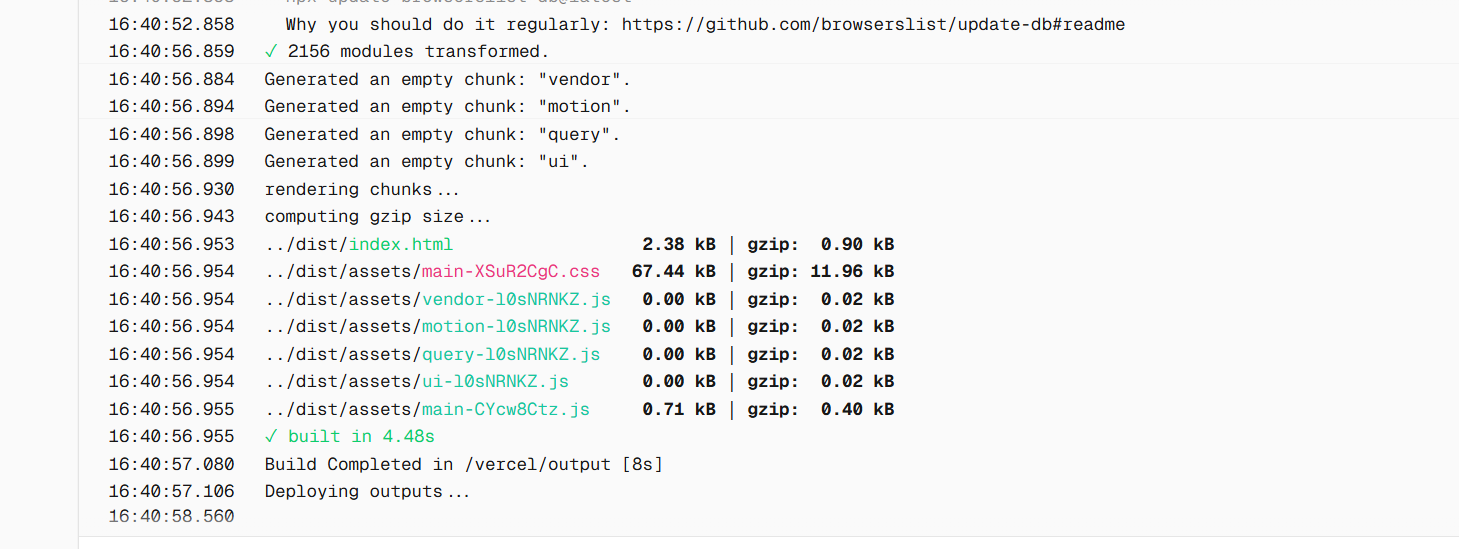 npx update-browserslist-db@latest
16:40:52.858 Why you should do it regularly: https://github.com/browserslist/update-db#readme
16:40:56.859 ✓ 2156 modules transformed.
16:40:56.884 Generated an empty chunk: "vendor".
16:40:56.894 Generated an empty chunk: "motion".
16:40:56.898 Generated an empty chunk: "query".
16:40:56.899 Generated an empty chunk: "ui".
16:40:56.930 rendering chunks...
16:40:56.943 computing gzip size...
16:40:56.953 ../dist/index.html 2.38 kB | gzip: 0.90 kB
16:40:56.954 ../dist/assets/main-XSuR2CgC.css 67.44 kB | gzip: 11.96 kB
16:40:56.954 ../dist/assets/vendor-l0sNRNKZ.js 0.00 kB | gzip: 0.02 kB
16:40:56.954 ../dist/assets/motion-l0sNRNKZ.js 0.00 kB | gzip: 0.02 kB
16:40:56.954 ../dist/assets/query-l0sNRNKZ.js 0.00 kB | gzip: 0.02 kB
16:40:56.954 ../dist/assets/ui-l0sNRNKZ.js 0.00 kB | gzip: 0.02 kB
16:40:56.955 ../dist/assets/main-CYcw8Ctz.js 0.71 kB | gzip: 0.40 kB
16:40:56.955 ✓ built in 4.48s
16:40:57.080 Build Completed in /vercel/output [8s]
16:40:57.106 Deploying outputs...
16:40:58.560